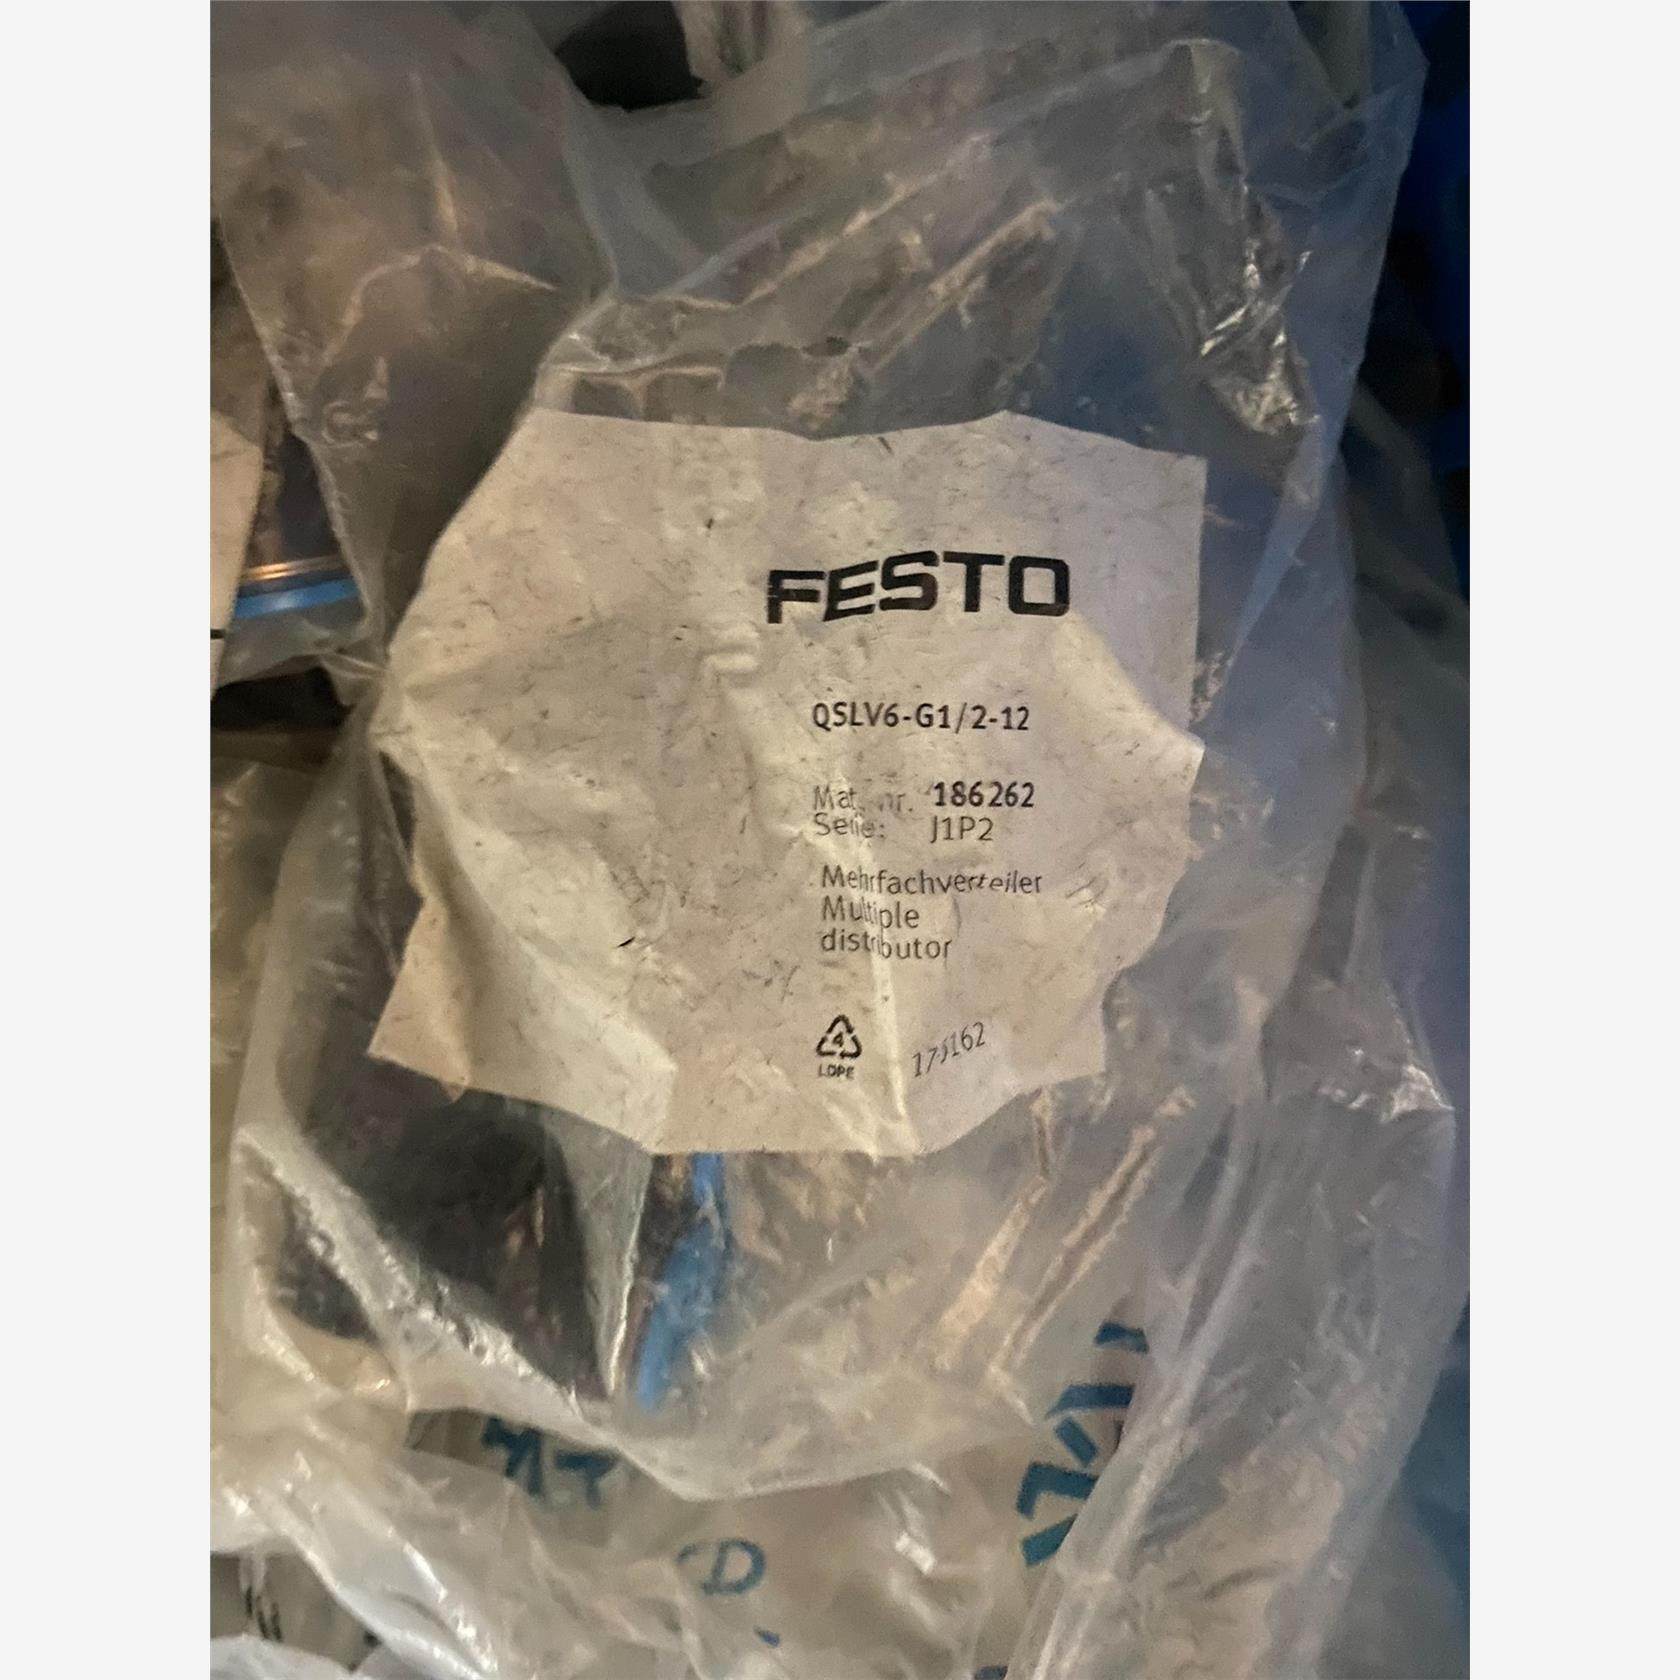 FESTO
QSLV6-G1/2-12
Mat. nr. 186262
Serie: J1P2
Mehrfachverteiler
Multiple
distributor
4
LDPE
D